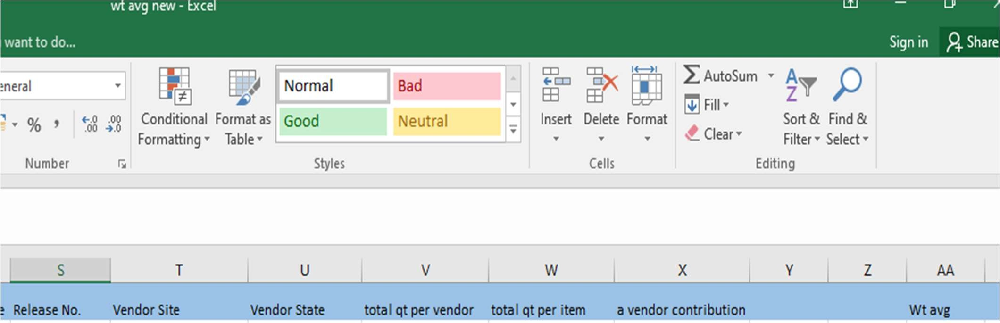 wt avg new - Excel
want to do...
Sign in
Share
eneral
% , ←.0 .00 .00 →.0
Number
≠
Conditional Formatting
Format as Table
Normal
Bad
Good
Neutral
Styles
Insert
Delete
Format
Cells
Σ AutoSum
Fill
Clear
A Z
Sort & Filter
Find & Select
Editing
S T U V W X Y Z AA
e Release No. Vendor Site Vendor State total qt per vendor total qt per item a vendor contribution Wt avg